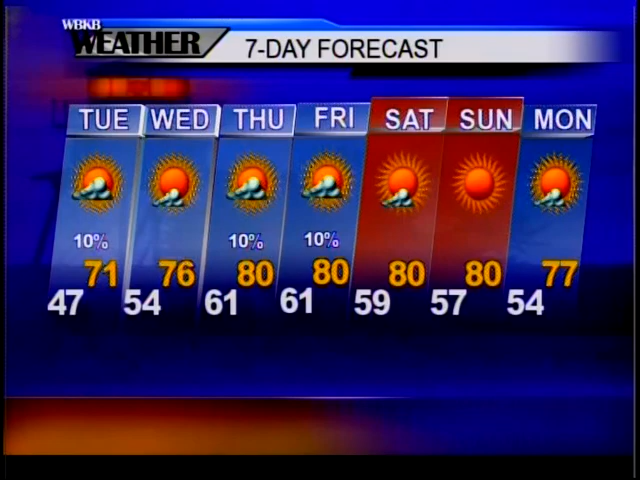 WBKB
WEATHER
7-DAY FORECAST
TUE WED THU FRI SAT SUN MON
10% 10% 10%
71 76 80 80 80 80 77
47 54 61 61 59 57 54